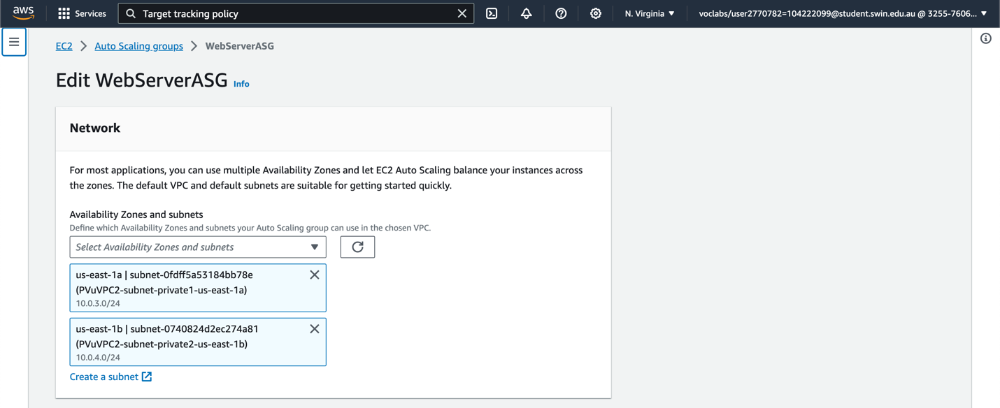 aws
Services
Target tracking policy
N. Virginia
voclabs/user2770782=104222099@student.swin.edu.au @ 3255-7606...
EC2
Auto Scaling groups
WebServerASG
Edit WebServerASG
Info
Network
For most applications, you can use multiple Availability Zones and let EC2 Auto Scaling balance your instances across
the zones. The default VPC and default subnets are suitable for getting started quickly.
Availability Zones and subnets
Define which Availability Zones and subnets your Auto Scaling group can use in the chosen VPC.
Select Availability Zones and subnets
us-east-1a | subnet-0fdff5a53184bb78e
(PVuVPC2-subnet-private1-us-east-1a)
10.0.3.0/24
us-east-1b | subnet-0740824d2ec274a81
(PVuVPC2-subnet-private2-us-east-1b)
10.0.4.0/24
Create a subnet